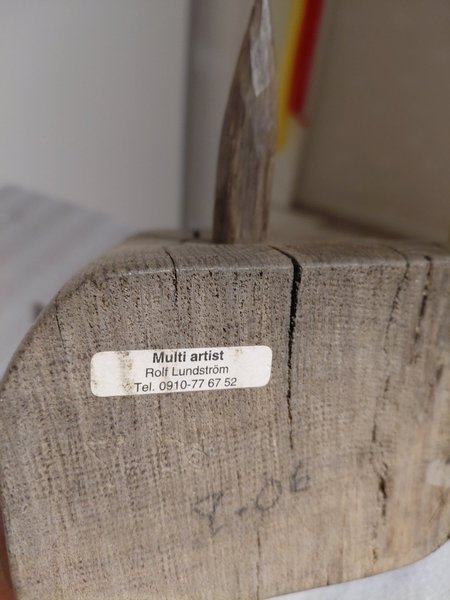 Multi artist
Rolf Lundström
Tel. 0910-77 67 52